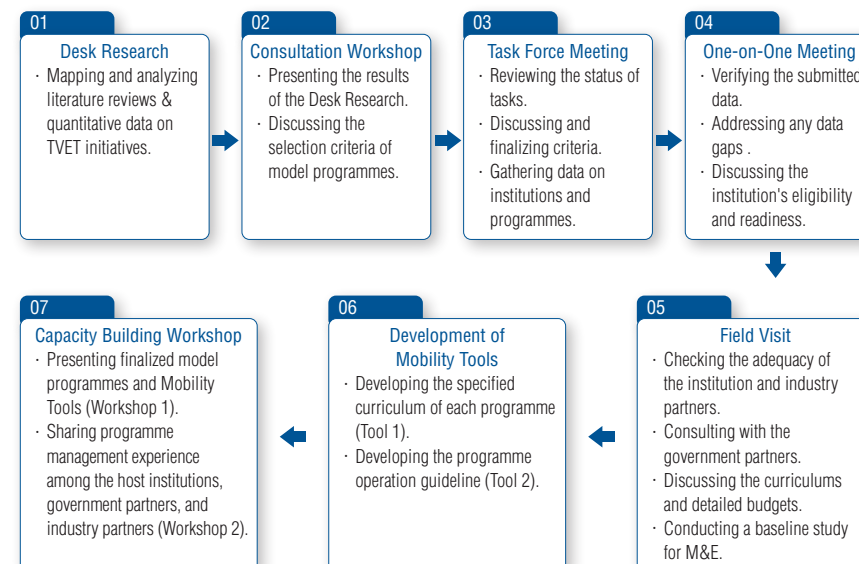 01
Desk Research
· Mapping and analyzing
literature reviews &
quantitative data on
TVET initiatives.
02
Consultation Workshop
· Presenting the results
of the Desk Research.
· Discussing the
selection criteria of
model programmes.
03
Task Force Meeting
· Reviewing the status of
tasks.
· Discussing and
finalizing criteria.
· Gathering data on
institutions and
programmes.
04
One-on-One Meeting
· Verifying the submitted
data.
· Addressing any data
gaps .
· Discussing the
institution's eligibility
and readiness.
05
Field Visit
· Checking the adequacy of
the institution and industry
partners.
· Consulting with the
government partners.
· Discussing the curriculums
and detailed budgets.
· Conducting a baseline study
for M&E.
06
Development of
Mobility Tools
· Developing the specified
curriculum of each programme
(Tool 1).
· Developing the programme
operation guideline (Tool 2).
07
Capacity Building Workshop
· Presenting finalized model
programmes and Mobility
Tools (Workshop 1).
· Sharing programme
management experience
among the host institutions,
government partners, and
industry partners (Workshop 2).